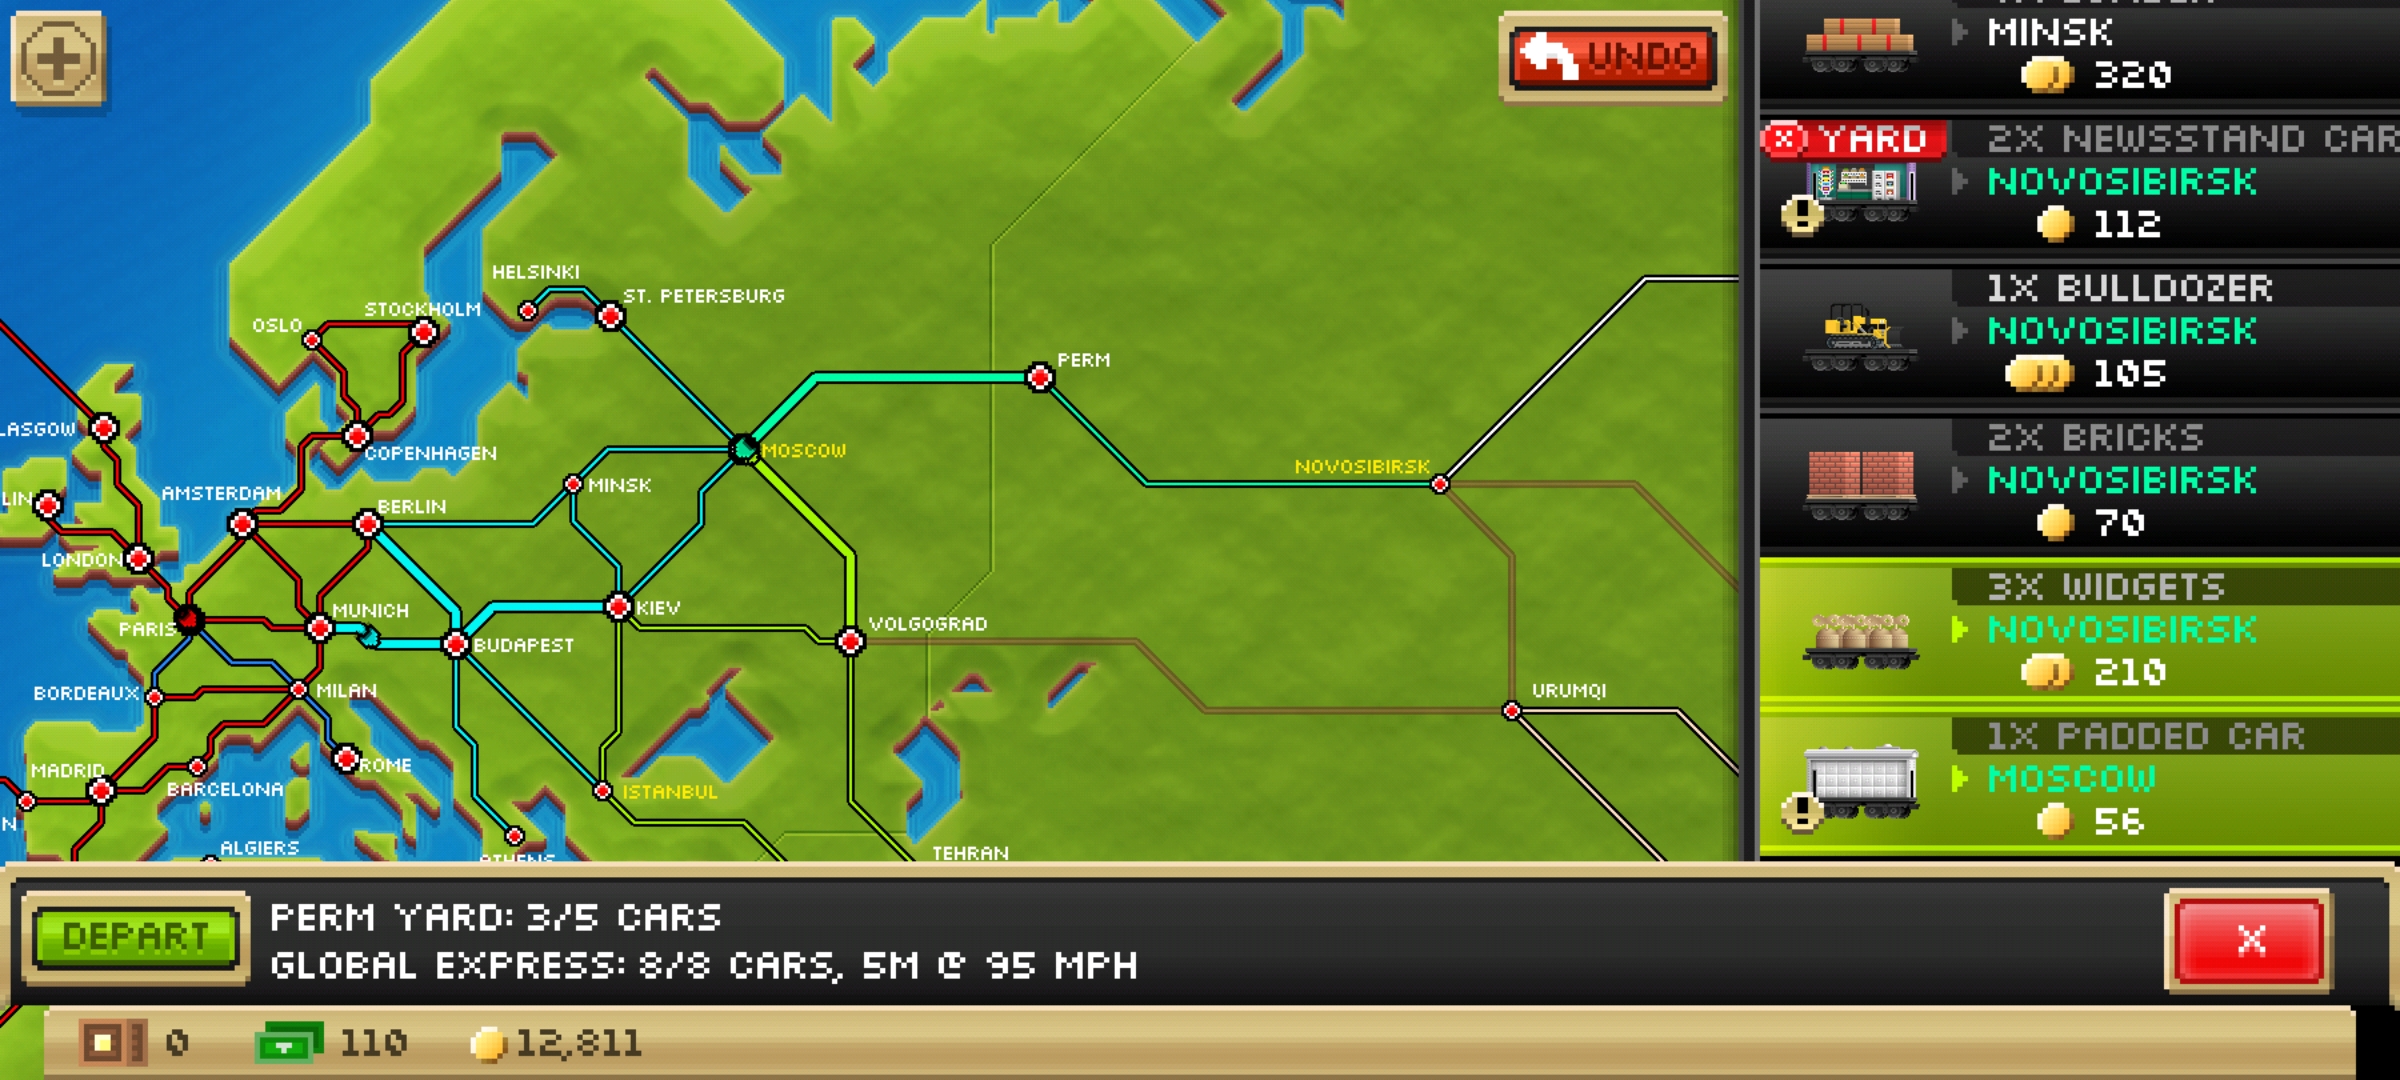 UNDO
HELSINKI
ST. PETERSBURG
STOCKHOLM
OSLO
PERM
LASGOW
COPENHAGEN
MOSCOW
NOVOSIBIRSK
MINSK
AMSTERDAM
LIN
BERLIN
LONDON
PARIS
MUNICH
KIEV
VOLGOGRAD
BUDAPEST
BORDEAUX
MILAN
URUMQI
MADRID
ROME
BARCELONA
ISTANBUL
N
ALGIERS
ATHENS
TEHRAN
MINSK
320
YARD
2X NEWSSTAND CAR
NOVOSIBIRSK
112
1X BULLDOZER
NOVOSIBIRSK
105
2X BRICKS
NOVOSIBIRSK
70
3X WIDGETS
NOVOSIBIRSK
210
1X PADDED CAR
MOSCOW
56
DEPART
PERM YARD: 3/5 CARS
GLOBAL EXPRESS: 8/8 CARS, 5M @ 95 MPH
X
0
110
12,811